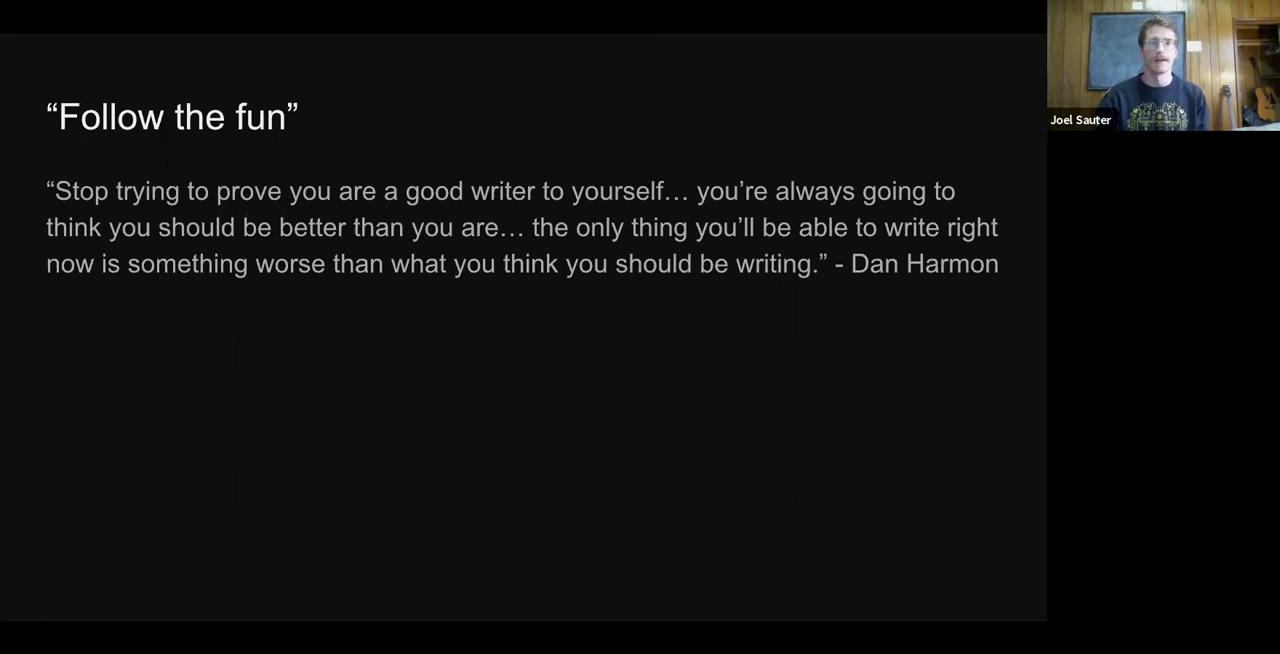 “Follow the fun”
“Stop trying to prove you are a good writer to yourself… you’re always going to
think you should be better than you are… the only thing you’ll be able to write right
now is something worse than what you think you should be writing.” - Dan Harmon
Joel Sauter